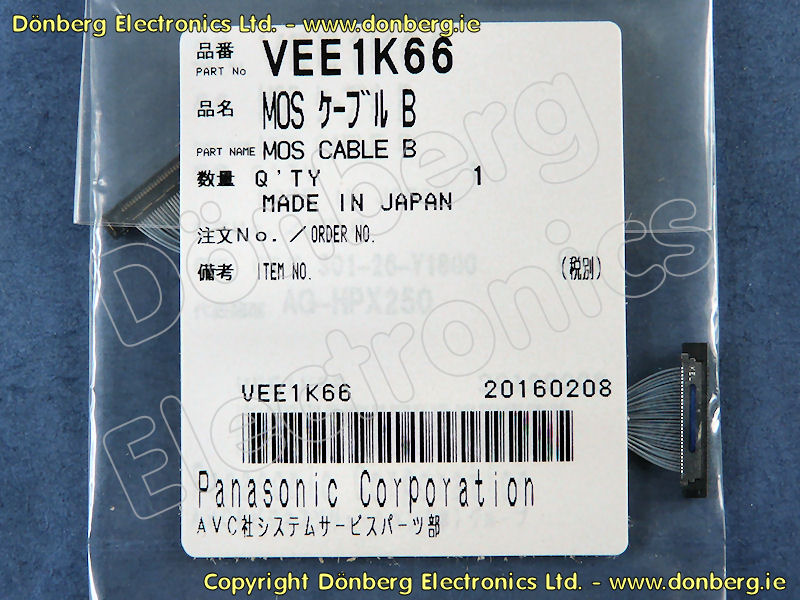 Dönberg Electronics Ltd. - www.donberg.ie
品番
PART No VEE1K66
品名 MOS ケーブル B
PART NAME MOS CABLE B
数量 Q'TY 1
MADE IN JAPAN
注文No./ORDER NO.
備考 ITEM NO. (税別)
AG-HPX250
VEE1K66 20160208
Panasonic Corporation
AVC社システムサービスパーツ部
Dönberg
Electronics
Copyright Dönberg Electronics Ltd. - www.donberg.ie